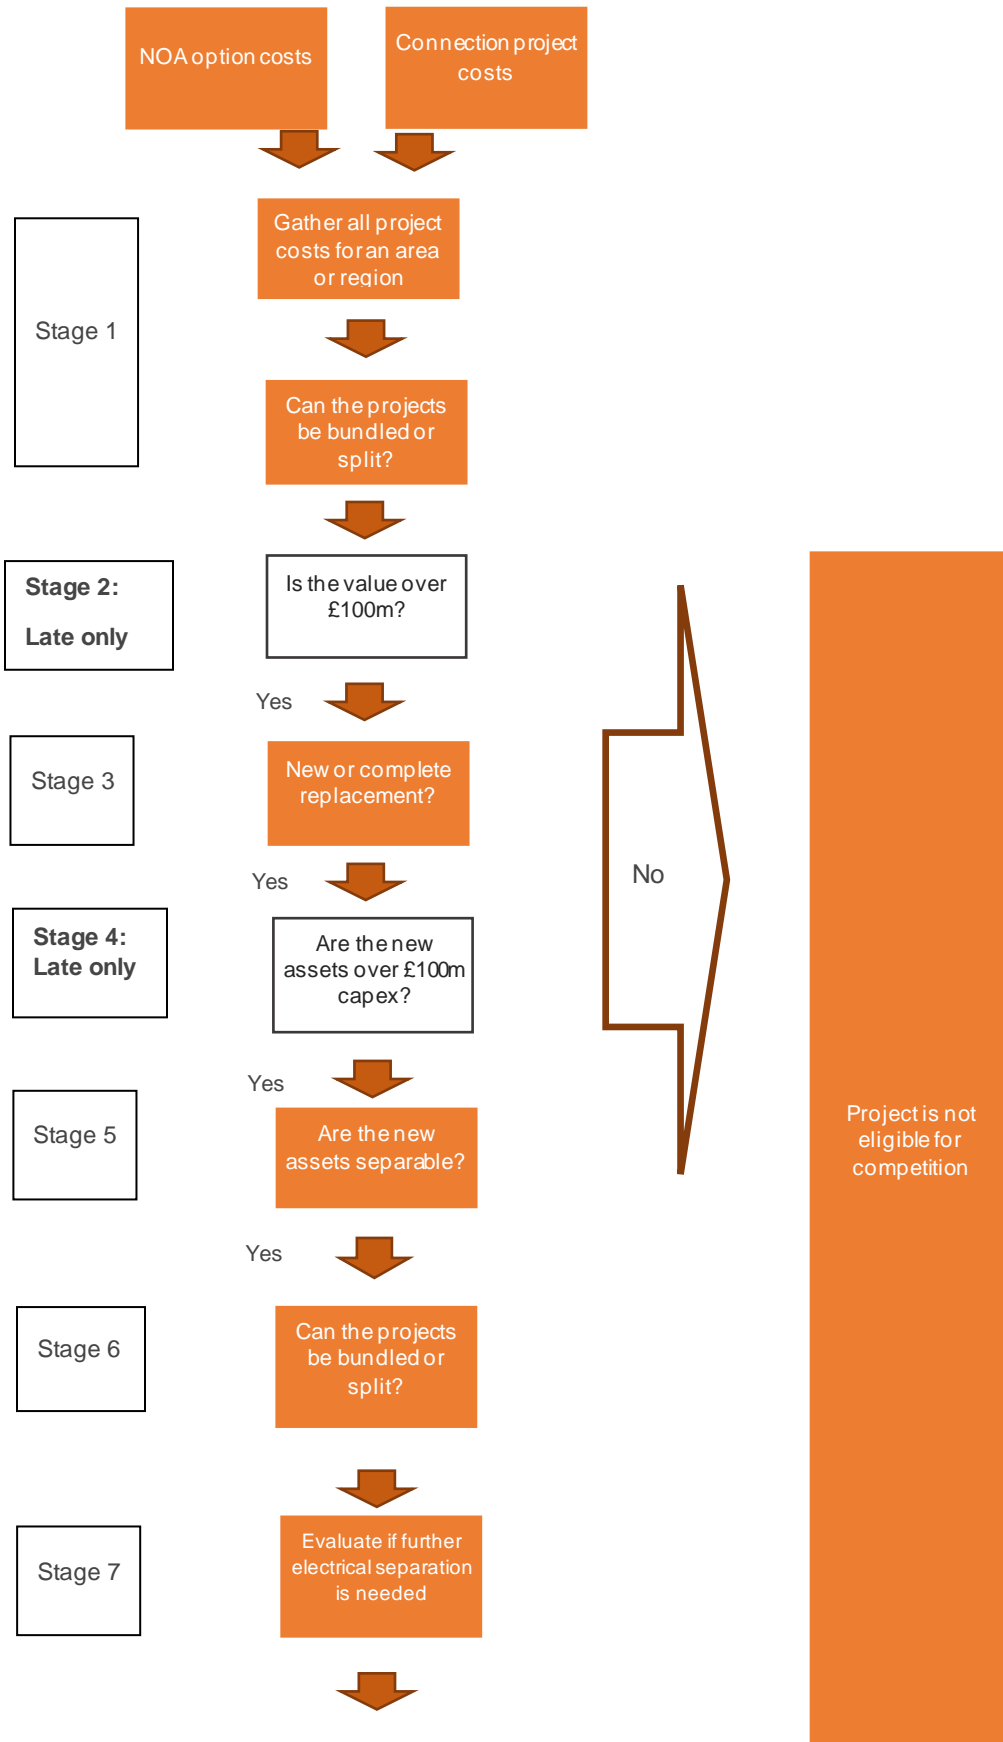 NOA option costs
Connection project
costs
Gather all project
costs for an area
or region
Stage 1
Can the projects
be bundled or
split?
Stage 2:
Late only
Is the value over
£100m?
Yes
Stage 3
New or complete
replacement?
Yes
No
Stage 4:
Late only
Are the new
assets over £100m
capex?
Yes
Stage 5
Are the new
assets separable?
Project is not
eligible for
competition
Yes
Stage 6
Can the projects
be bundled or
split?
Stage 7
Evaluate if further
electrical separation
is needed